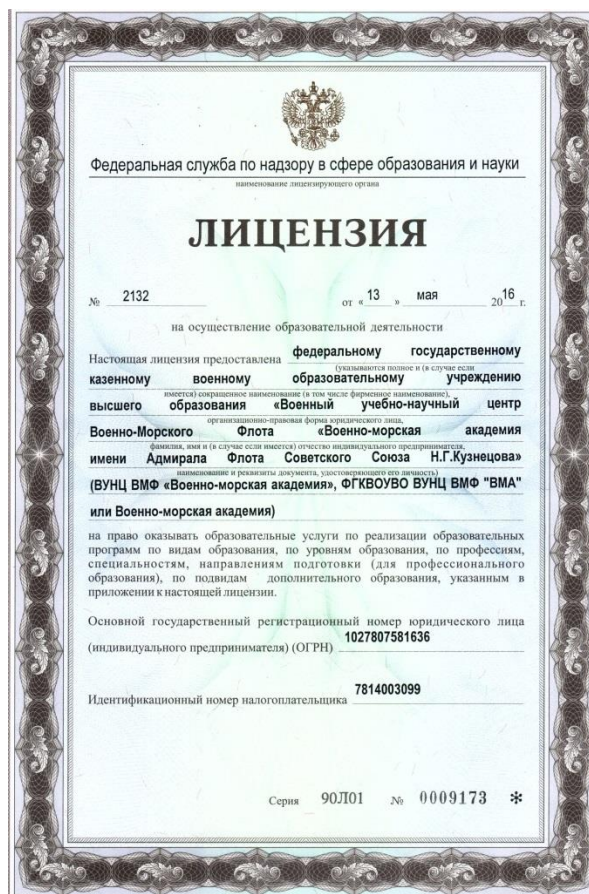 Федеральная служба по надзору в сфере образования и науки
наименование лицензирующего органа
ЛИЦЕНЗИЯ
№ 2132 от « 13 » мая 20 16 г.
на осуществление образовательной деятельности
Настоящая лицензия предоставлена федеральному государственному
(указываются полное и (в случае если
казенному военному образовательному учреждению
имеется) сокращенное наименование (в том числе фирменное наименование),
высшего образования «Военный учебно-научный центр
организационно-правовая форма юридического лица,
Военно-Морского Флота «Военно-морская академия
фамилия, имя и (в случае если имеется) отчество индивидуального предпринимателя,
имени Адмирала Флота Советского Союза Н.Г.Кузнецова»
наименование и реквизиты документа, удостоверяющего его личность)
(ВУНЦ ВМФ «Военно-морская академия», ФГКВОУВО ВУНЦ ВМФ "ВМА"
или Военно-морская академия)
на право оказывать образовательные услуги по реализации образовательных
программ по видам образования, по уровням образования, по профессиям,
специальностям, направлениям подготовки (для профессионального
образования), по подвидам дополнительного образования, указанным в
приложении к настоящей лицензии.
Основной государственный регистрационный номер юридического лица
(индивидуального предпринимателя) (ОГРН) 1027807581636
Идентификационный номер налогоплательщика 7814003099
Серия 90Л01 № 0009173 *